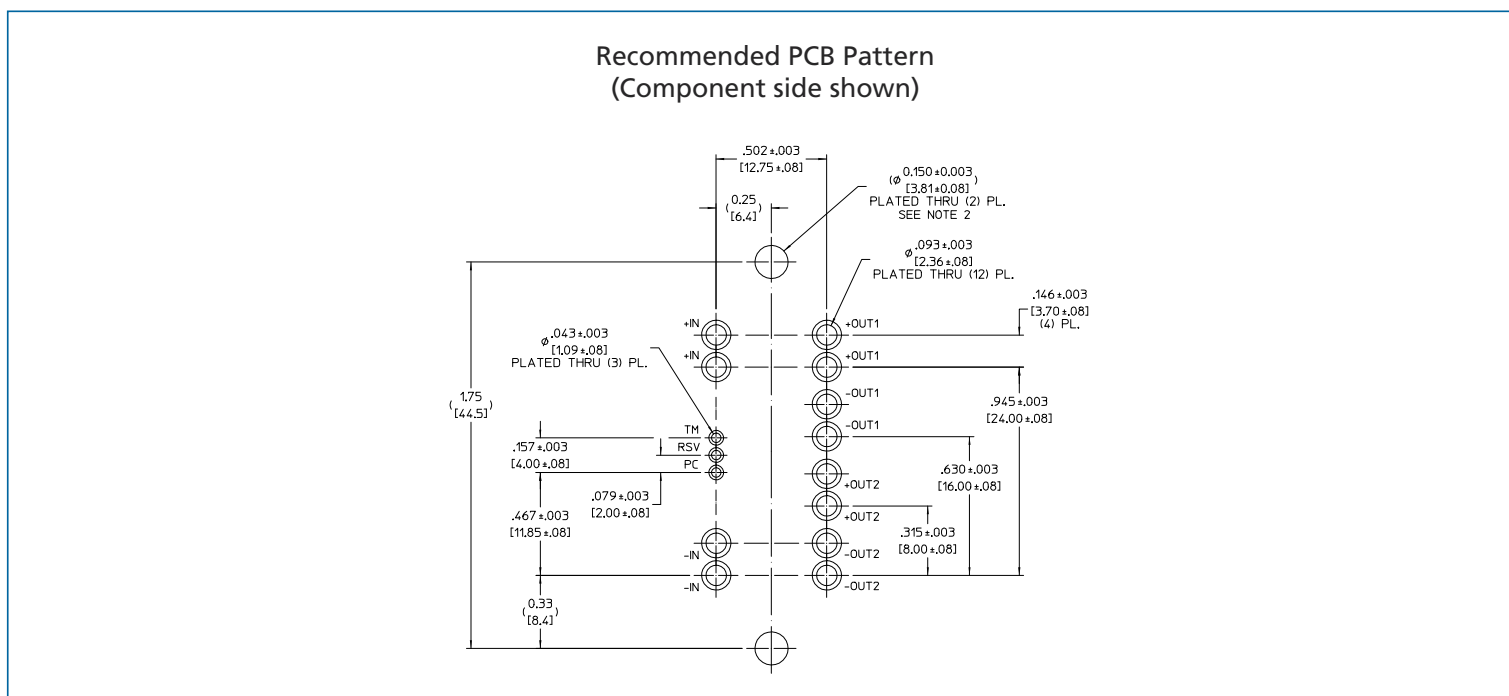 Recommended PCB Pattern
(Component side shown)
.502±.003
[12.75±.08]
0.25
( )
[6.4]
(ø 0.150±0.003 )
[3.81±0.08]
PLATED THRU (2) PL.
SEE NOTE 2
ø .093±.003
[2.36±.08]
PLATED THRU (12) PL.
.146±.003
[3.70±.08]
(4) PL.
+IN
+OUT1
ø .043±.003
[1.09±.08]
PLATED THRU (3) PL.
+IN
+OUT1
-OUT1
1.75
( )
[44.5]
.945±.003
[24.00±.08]
TM
-OUT1
.157±.003
[4.00±.08]
RSV
PC
+OUT2
.630±.003
[16.00±.08]
.079±.003
[2.00±.08]
.467±.003
[11.85±.08]
+OUT2
.315±.003
[8.00±.08]
-IN
-OUT2
-IN
-OUT2
0.33
( )
[8.4]